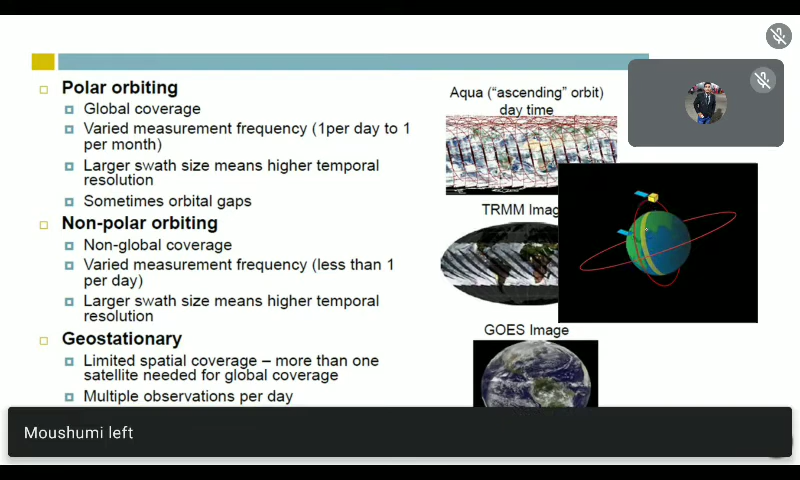 Polar orbiting
Global coverage
Varied measurement frequency (1per day to 1
per month)
Larger swath size means higher temporal
resolution
Sometimes orbital gaps
Non-polar orbiting
Non-global coverage
Varied measurement frequency (less than 1
per day)
Larger swath size means higher temporal
resolution
Geostationary
Limited spatial coverage – more than one
satellite needed for global coverage
Multiple observations per day
Aqua (“ascending” orbit)
day time
TRMM Imag
GOES Image
Moushumi left